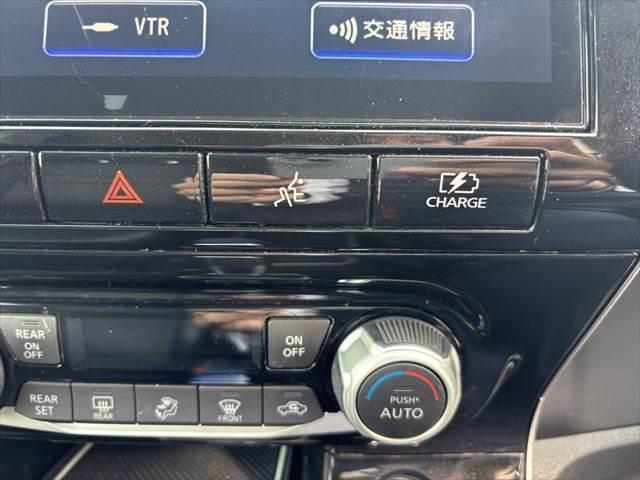 VTR
交通情報
CHARGE
REAR
ON
OFF
ON
OFF
REAR
SET
REAR
FRONT
PUSH
AUTO